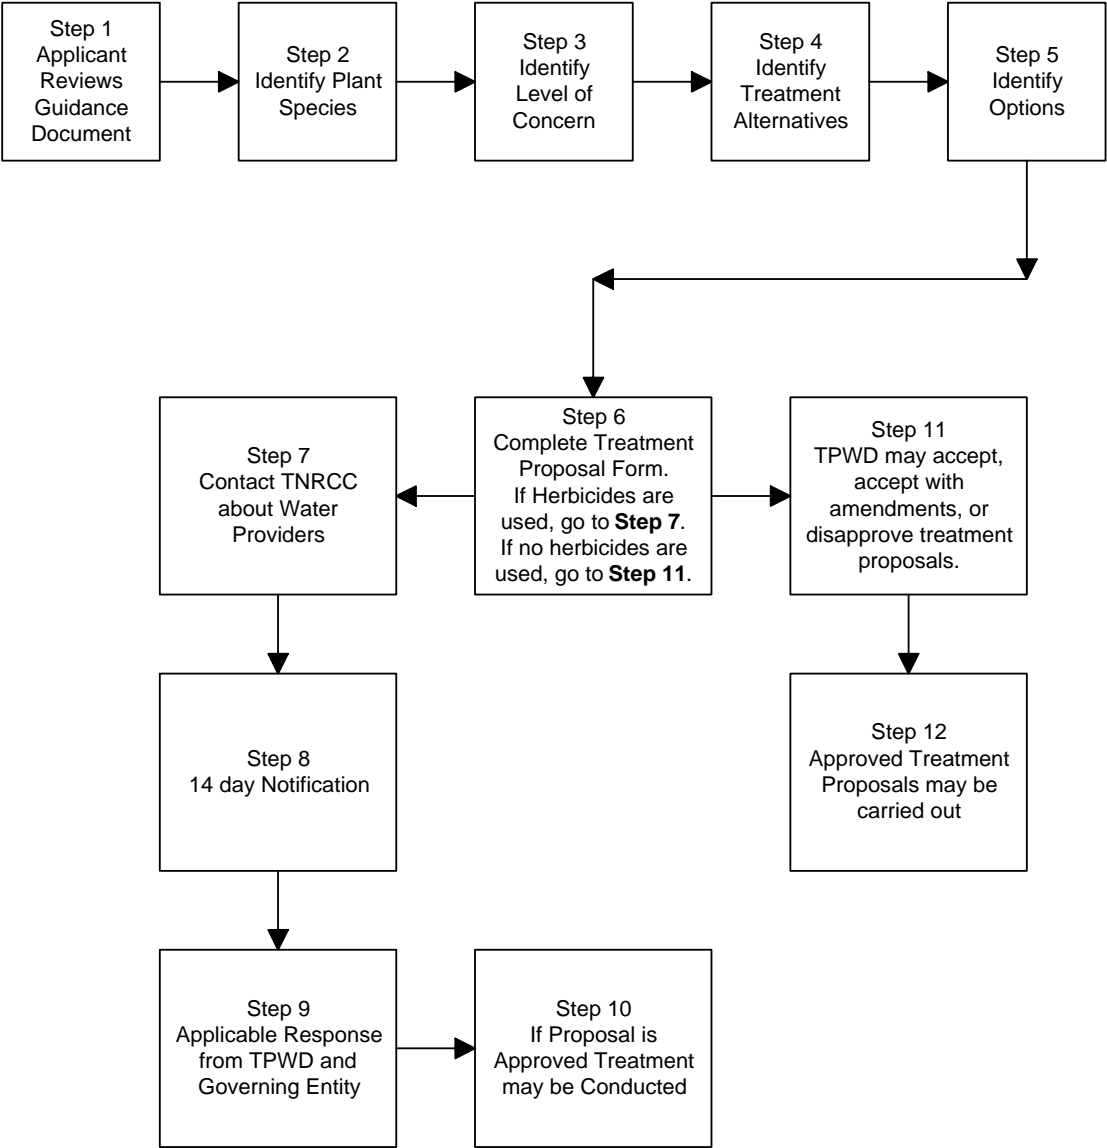 Step 1
Applicant
Reviews
Guidance
Document
Step 2
Identify Plant
Species
Step 3
Identify
Level of
Concern
Step 4
Identify
Treatment
Alternatives
Step 5
Identify
Options
Step 7
Contact TNRCC
about Water
Providers
Step 6
Complete Treatment
Proposal Form.
If Herbicides are
used, go to Step 7.
If no herbicides are
used, go to Step 11.
Step 11
TPWD may accept,
accept with
amendments, or
disapprove treatment
proposals.
Step 8
14 day Notification
Step 12
Approved Treatment
Proposals may be
carried out
Step 9
Applicable Response
from TPWD and
Governing Entity
Step 10
If Proposal is
Approved Treatment
may be Conducted